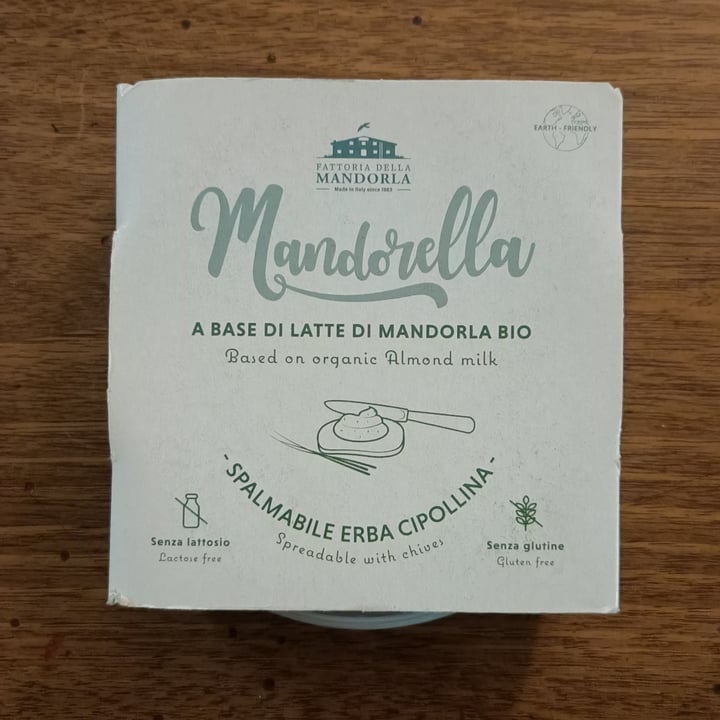 EARTH - FRIENDLY
FATTORIA DELLA
MANDORLA
Made in Italy since 1863
Mandorella
A BASE DI LATTE DI MANDORLA BIO
Based on organic Almond milk
- SPALMABILE ERBA CIPOLLINA -
Spreadable with chives
Senza lattosio
Lactose free
Senza glutine
Gluten free